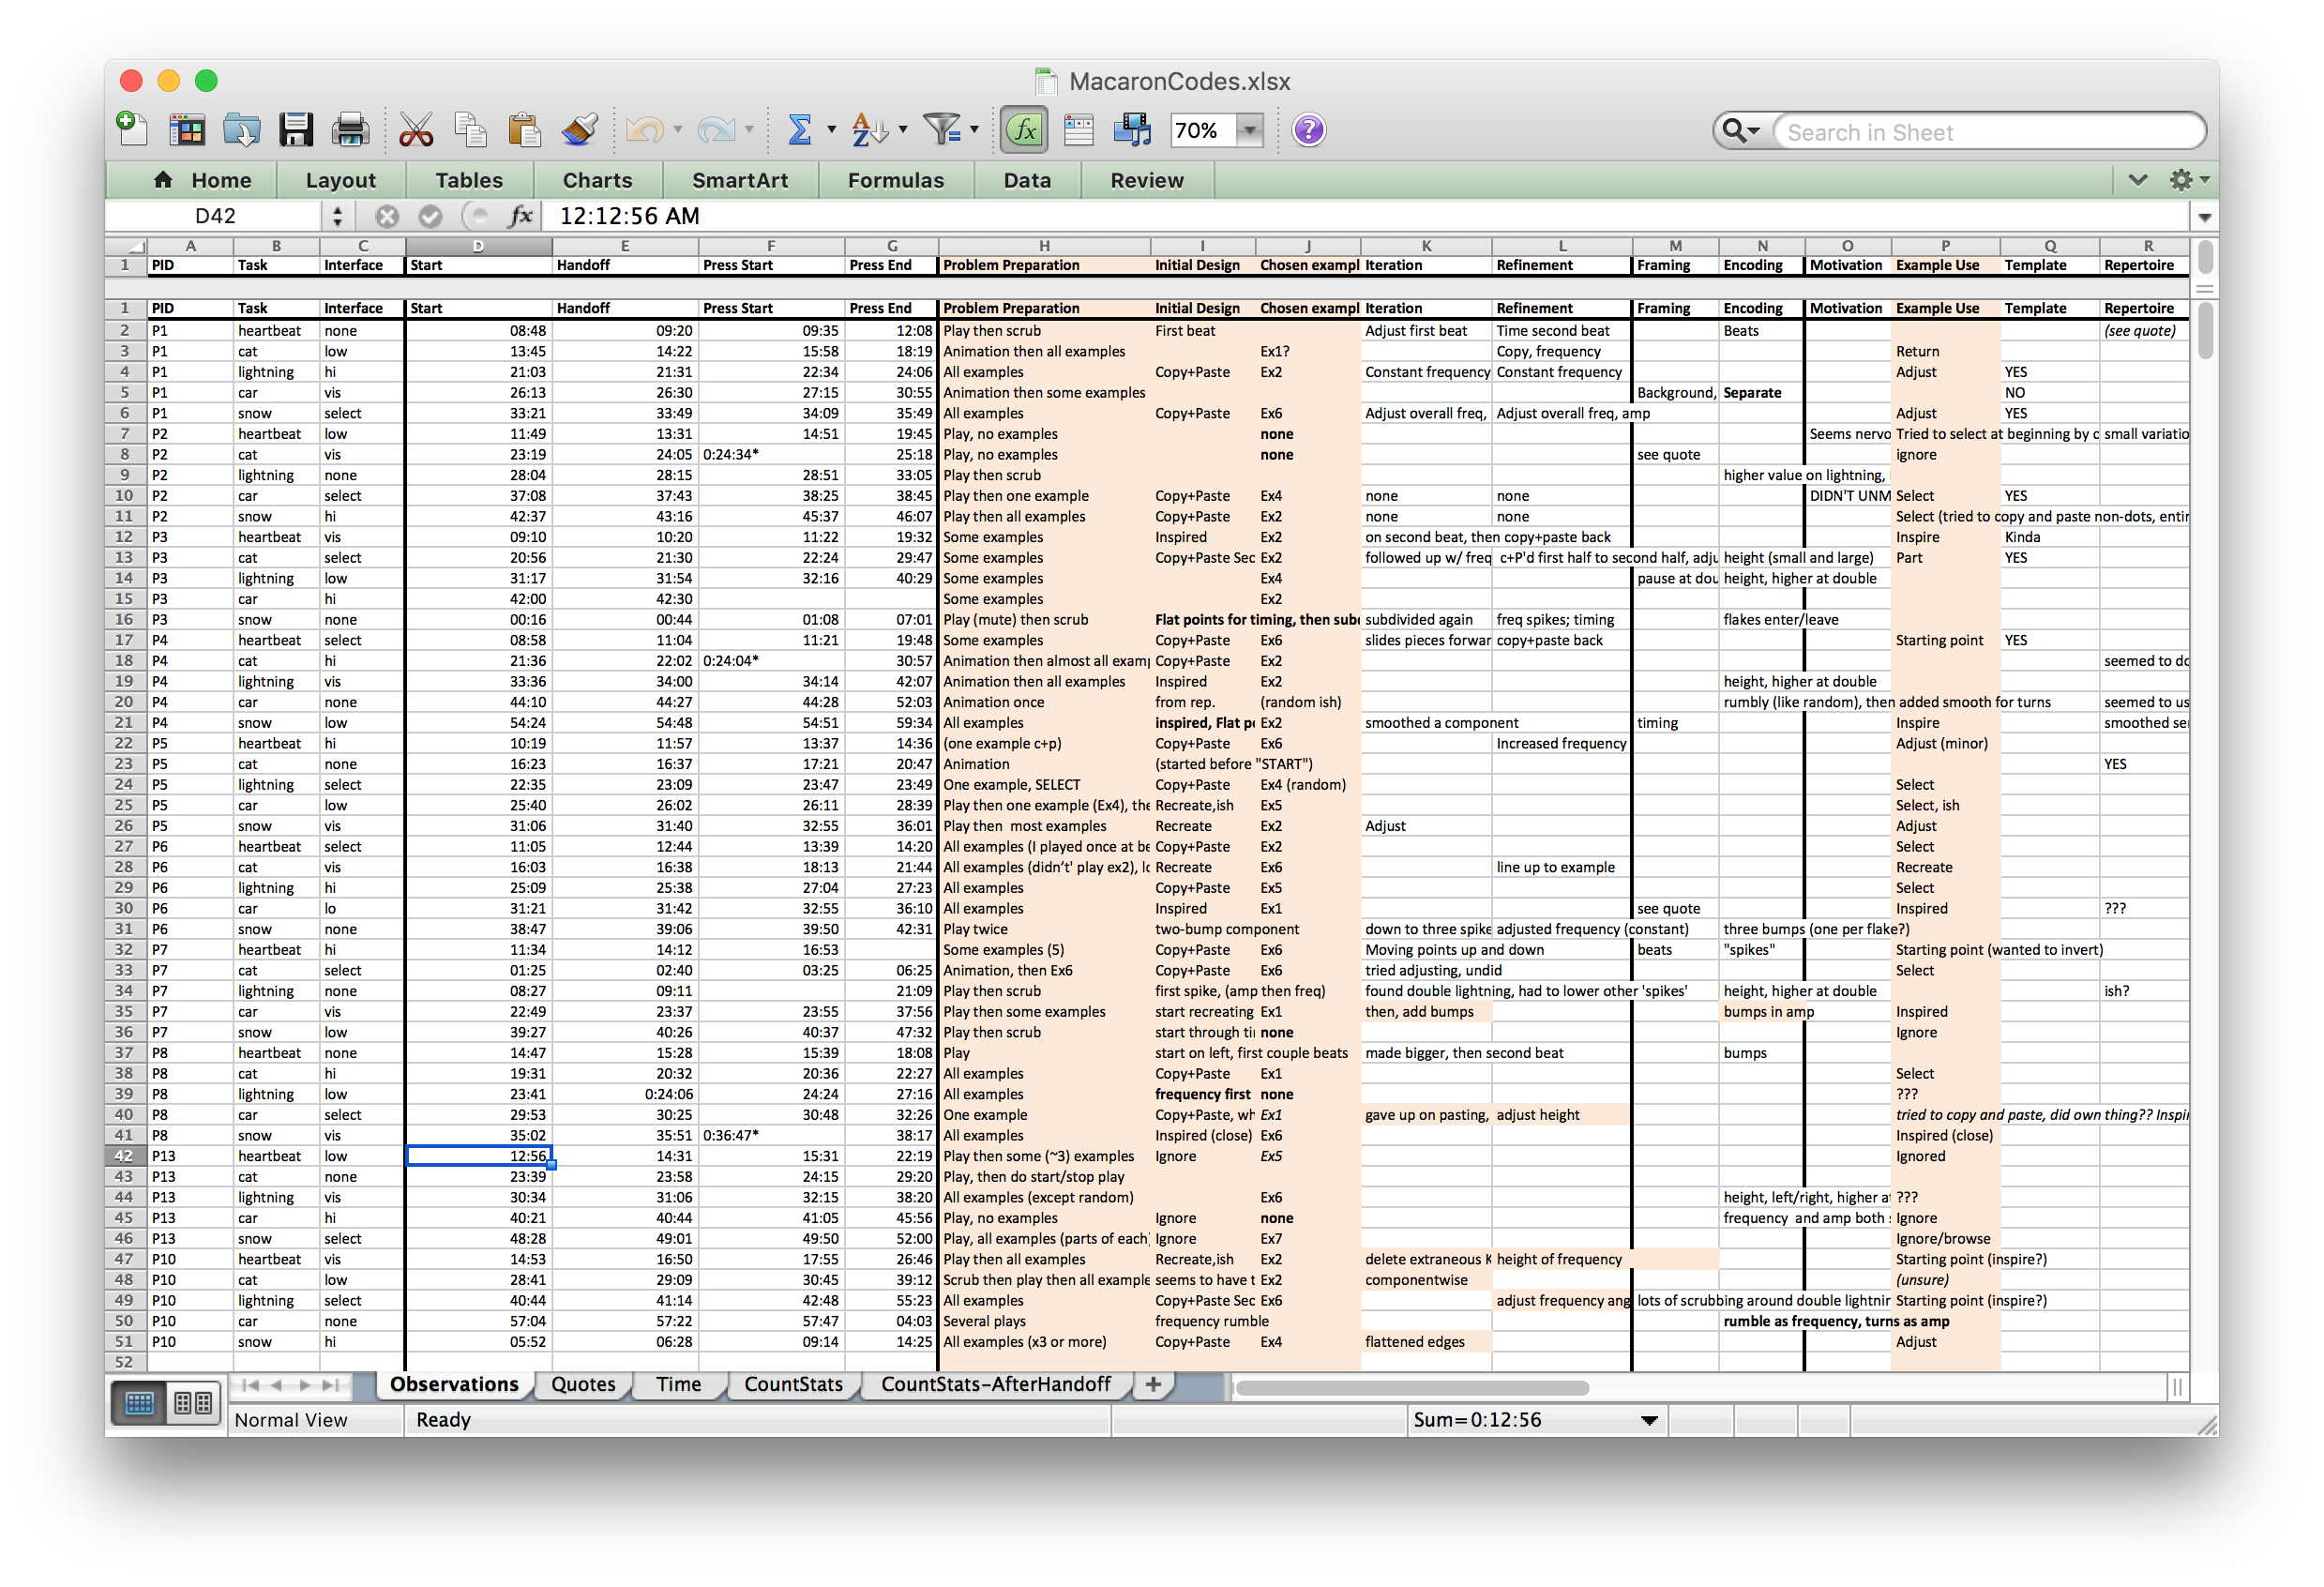 MacaronCodes.xlsx
70% Search in Sheet
Home Layout Tables Charts SmartArt Formulas Data Review
D42 fx 12:12:56 AM
A B C D E F G H I J K L M N O P Q R
1 PID Task Interface Start Handoff Press Start Press End Problem Preparation Initial Design Chosen exampl Iteration Refinement Framing Encoding Motivation Example Use Template Repertoire
1 PID Task Interface Start Handoff Press Start Press End Problem Preparation Initial Design Chosen exampl Iteration Refinement Framing Encoding Motivation Example Use Template Repertoire
2 P1 heartbeat none 08:48 09:20 09:35 12:08 Play then scrub First beat Adjust first beat Time second beat Beats (see quote)
3 P1 cat low 13:45 14:22 15:58 18:19 Animation then all examples Ex1? Copy, frequency Return
4 P1 lightning hi 21:03 21:31 22:34 24:06 All examples Copy+Paste Ex2 Constant frequency Constant frequency Adjust YES
5 P1 car vis 26:13 26:30 27:15 30:55 Animation then some examples Background, Separate NO
6 P1 snow select 33:21 33:49 34:09 35:49 All examples Copy+Paste Ex6 Adjust overall freq, Adjust overall freq, amp Adjust YES
7 P2 heartbeat low 11:49 13:31 14:51 19:45 Play, no examples none Seems nervo Tried to select at beginning by c small variatio
8 P2 cat vis 23:19 24:05 0:24:34* 25:18 Play, no examples none see quote ignore
9 P2 lightning none 28:04 28:15 28:51 33:05 Play then scrub higher value on lightning,
10 P2 car select 37:08 37:43 38:25 38:45 Play then one example Copy+Paste Ex4 none none DIDN'T UNM Select YES
11 P2 snow hi 42:37 43:16 45:37 46:07 Play then all examples Copy+Paste Ex2 none none Select (tried to copy and paste non-dots, entir
12 P3 heartbeat vis 09:10 10:20 11:22 19:32 Some examples Inspired Ex2 on second beat, then copy+paste back Inspire Kinda
13 P3 cat select 20:56 21:30 22:24 29:47 Some examples Copy+Paste Sec Ex2 followed up w/ freq c+P'd first half to second half, adju height (small and large) Part YES
14 P3 lightning low 31:17 31:54 32:16 40:29 Some examples Ex4 pause at dou height, higher at double
15 P3 car hi 42:00 42:30 Some examples Ex2
16 P3 snow none 00:16 00:44 01:08 07:01 Play (mute) then scrub Flat points for timing, then subd subdivided again freq spikes; timing flakes enter/leave
17 P4 heartbeat select 08:58 11:04 11:21 19:48 Some examples Copy+Paste Ex6 slides pieces forwar copy+paste back Starting point YES
18 P4 cat hi 21:36 22:02 0:24:04* 30:57 Animation then almost all examp Copy+Paste Ex2 seemed to do
19 P4 lightning vis 33:36 34:00 34:14 42:07 Animation then all examples Inspired Ex2 height, higher at double
20 P4 car none 44:10 44:27 44:28 52:03 Animation once from rep. (random ish) rumbly (like random), then added smooth for turns seemed to us
21 P4 snow low 54:24 54:48 54:51 59:34 All examples inspired, Flat p Ex2 smoothed a component timing Inspire smoothed se
22 P5 heartbeat hi 10:19 11:57 13:37 14:36 (one example c+p) Copy+Paste Ex6 Increased frequency Adjust (minor)
23 P5 cat none 16:23 16:37 17:21 20:47 Animation (started before "START") YES
24 P5 lightning select 22:35 23:09 23:47 23:49 One example, SELECT Copy+Paste Ex4 (random) Select
25 P5 car low 25:40 26:02 26:11 28:39 Play then one example (Ex4), the Recreate,ish Ex5 Select, ish
26 P5 snow vis 31:06 31:40 32:55 36:01 Play then most examples Recreate Ex2 Adjust Adjust
27 P6 heartbeat select 11:05 12:44 13:39 14:20 All examples (I played once at be Copy+Paste Ex2 Select
28 P6 cat vis 16:03 16:38 18:13 21:44 All examples (didn't' play ex2), lo Recreate Ex6 line up to example Recreate
29 P6 lightning hi 25:09 25:38 27:04 27:23 All examples Copy+Paste Ex5 Select
30 P6 car lo 31:21 31:42 32:55 36:10 All examples Inspired Ex1 see quote Inspired ???
31 P6 snow none 38:47 39:06 39:50 42:31 Play twice two-bump component down to three spike adjusted frequency (constant) three bumps (one per flake?)
32 P7 heartbeat hi 11:34 14:12 16:53 Some examples (5) Copy+Paste Ex6 Moving points up and down beats "spikes" Starting point (wanted to invert)
33 P7 cat select 01:25 02:40 03:25 06:25 Animation, then Ex6 Copy+Paste Ex6 tried adjusting, undid Select
34 P7 lightning none 08:27 09:11 21:09 Play then scrub first spike, (amp then freq) found double lightning, had to lower other 'spikes' height, higher at double ish?
35 P7 car vis 22:49 23:37 23:55 37:56 Play then some examples start recreating Ex1 then, add bumps bumps in amp Inspired
36 P7 snow low 39:27 40:26 40:37 47:32 Play then scrub start through ti none Ignore
37 P8 heartbeat none 14:47 15:28 15:39 18:08 Play start on left, first couple beats made bigger, then second beat bumps
38 P8 cat hi 19:31 20:32 20:36 22:27 All examples Copy+Paste Ex1 Select
39 P8 lightning low 23:41 0:24:06 24:24 27:16 All examples frequency first none ???
40 P8 car select 29:53 30:25 30:48 32:26 One example Copy+Paste, wh Ex1 gave up on pasting, adjust height tried to copy and paste, did own thing?? Inspi
41 P8 snow vis 35:02 35:51 0:36:47* 38:17 All examples Inspired (close) Ex6 Inspired (close)
42 P13 heartbeat low 12:56 14:31 15:31 22:19 Play then some (~3) examples Ignore Ex5 Ignored
43 P13 cat none 23:39 23:58 24:15 29:20 Play, then do start/stop play
44 P13 lightning vis 30:34 31:06 32:15 38:20 All examples (except random) Ex6 height, left/right, higher a ???
45 P13 car hi 40:21 40:44 41:05 45:56 Play, no examples Ignore none frequency and amp both Ignore
46 P13 snow select 48:28 49:01 49:50 52:00 Play, all examples (parts of each) Ignore Ex7 Ignore/browse
47 P10 heartbeat vis 14:53 16:50 17:55 26:46 Play then all examples Recreate,ish Ex2 delete extraneous K height of frequency Starting point (inspire?)
48 P10 cat low 28:41 29:09 30:45 39:12 Scrub then play then all example seems to have t Ex2 componentwise (unsure)
49 P10 lightning select 40:44 41:14 42:48 55:23 All examples Copy+Paste Sec Ex6 adjust frequency ang lots of scrubbing around double lightnin Starting point (inspire?)
50 P10 car none 57:04 57:22 57:47 04:03 Several plays frequency rumble rumble as frequency, turns as amp
51 P10 snow hi 05:52 06:28 09:14 14:25 All examples (x3 or more) Copy+Paste Ex4 flattened edges Adjust
52
Observations Quotes Time CountStats CountStats-AfterHandoff +
Normal View Ready Sum=0:12:56